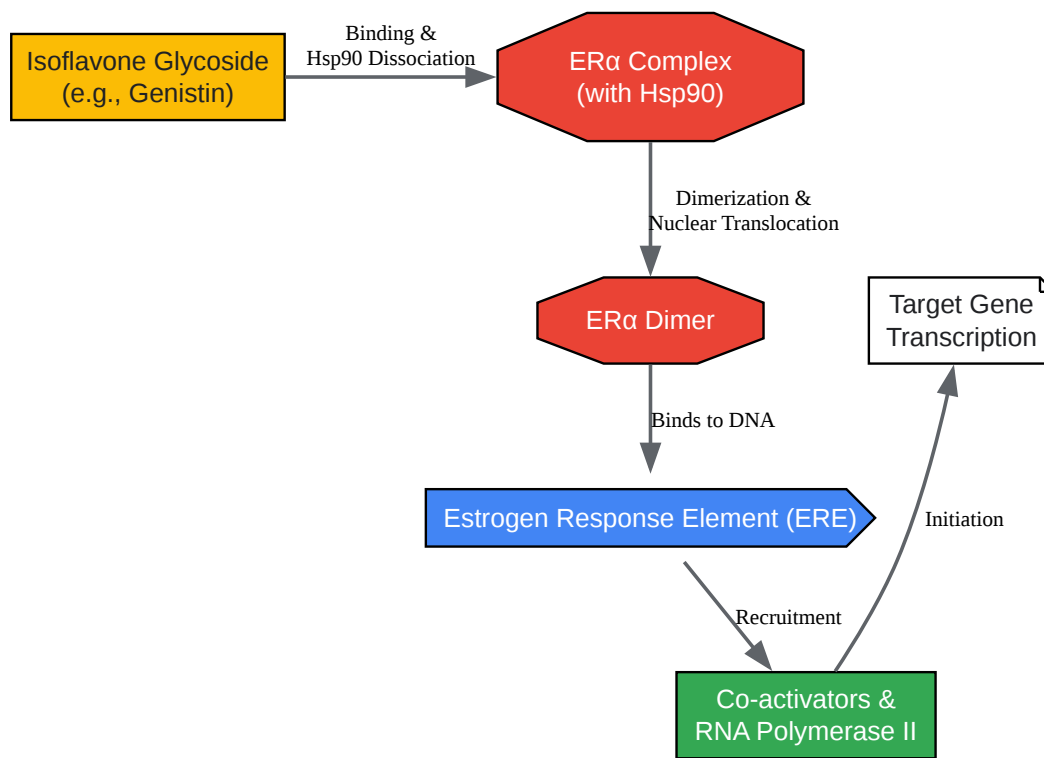 Isoflavone Glycoside
(e.g., Genistin)
Binding &
Hsp90 Dissociation
ERα Complex
(with Hsp90)
Dimerization &
Nuclear Translocation
ERα Dimer
Target Gene
Transcription
Binds to DNA
Estrogen Response Element (ERE)
Initiation
Recruitment
Co-activators &
RNA Polymerase II